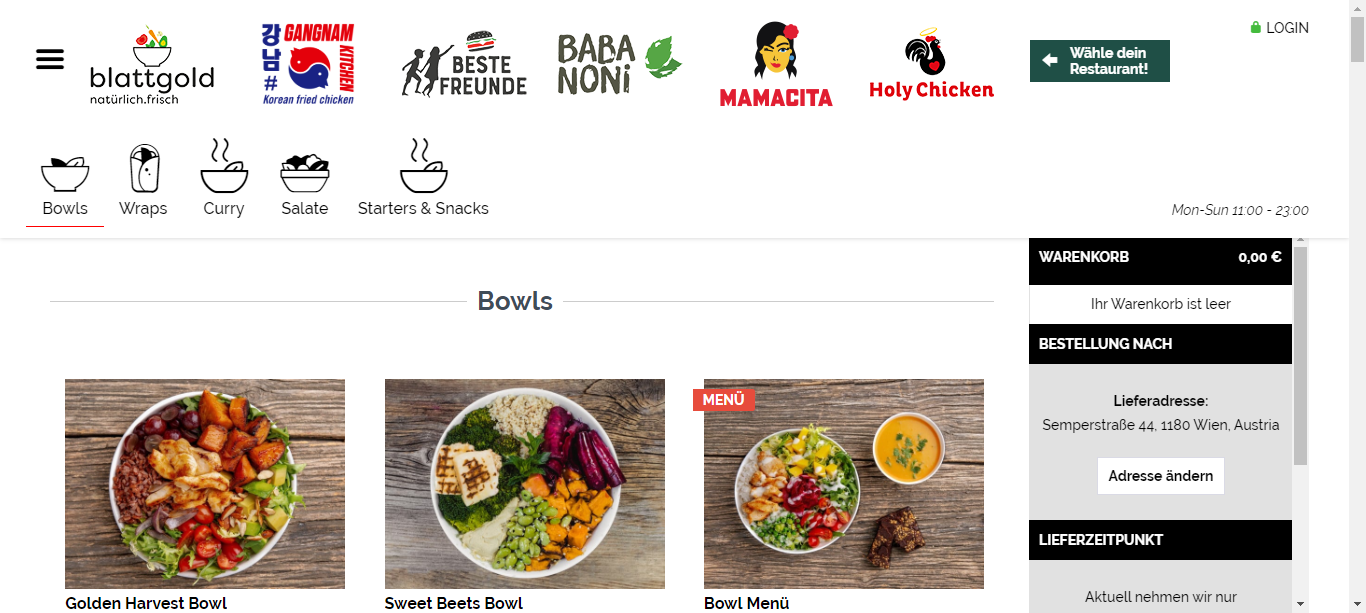 LOGIN
blattgold
natürlich.frisch
강남
#
GANGNAM
KITCHEN
Korean fried chicken
BESTE
FREUNDE
BABA
NONi
MAMACITA
Holy Chicken
Wähle dein
Restaurant!
Bowls
Wraps
Curry
Salate
Starters & Snacks
Mon-Sun 11:00 - 23:00
Bowls
MENÜ
Golden Harvest Bowl
Sweet Beets Bowl
Bowl Menü
WARENKORB 0,00 €
Ihr Warenkorb ist leer
BESTELLUNG NACH
Lieferadresse:
Semperstraße 44, 1180 Wien, Austria
Adresse ändern
LIEFERZEITPUNKT
Aktuell nehmen wir nur